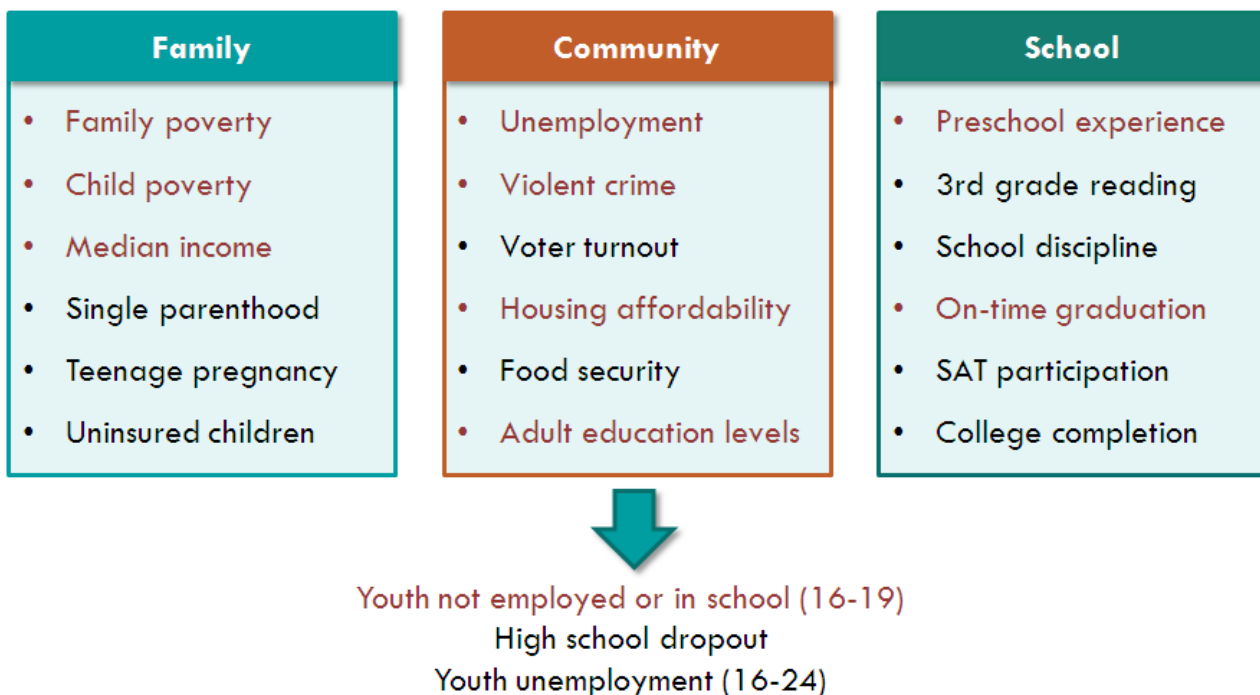 Family
• Family poverty
• Child poverty
• Median income
• Single parenthood
• Teenage pregnancy
• Uninsured children
Community
• Unemployment
• Violent crime
• Voter turnout
• Housing affordability
• Food security
• Adult education levels
School
• Preschool experience
• 3rd grade reading
• School discipline
• On-time graduation
• SAT participation
• College completion
Youth not employed or in school (16-19)
High school dropout
Youth unemployment (16-24)